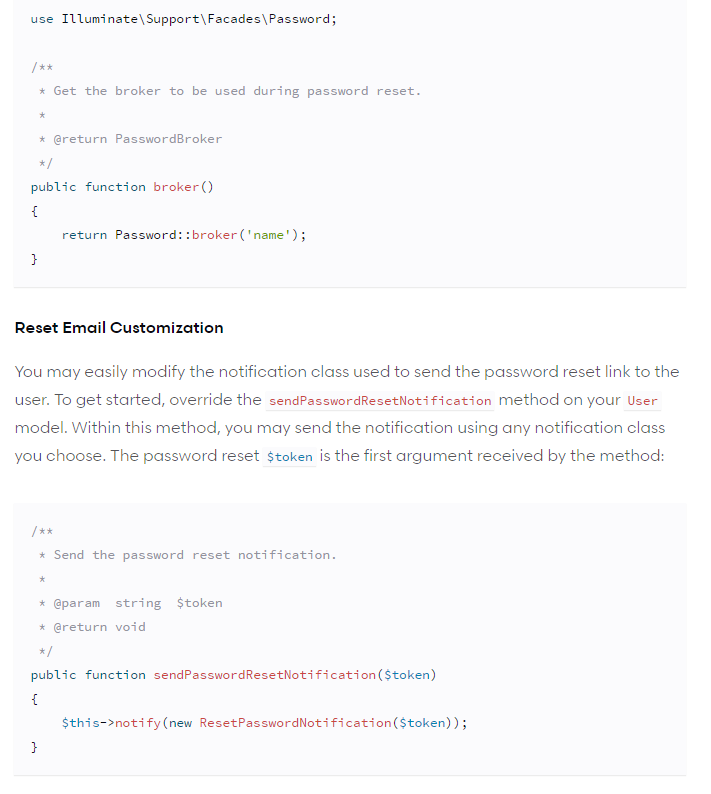 use Illuminate\Support\Facades\Password;
/**
 * Get the broker to be used during password reset.
 *
 * @return PasswordBroker
 */
public function broker()
{
    return Password::broker('name');
}
Reset Email Customization
You may easily modify the notification class used to send the password reset link to the
user. To get started, override the sendPasswordResetNotification method on your User
model. Within this method, you may send the notification using any notification class
you choose. The password reset $token is the first argument received by the method:
/**
 * Send the password reset notification.
 *
 * @param  string  $token
 * @return void
 */
public function sendPasswordResetNotification($token)
{
    $this->notify(new ResetPasswordNotification($token));
}